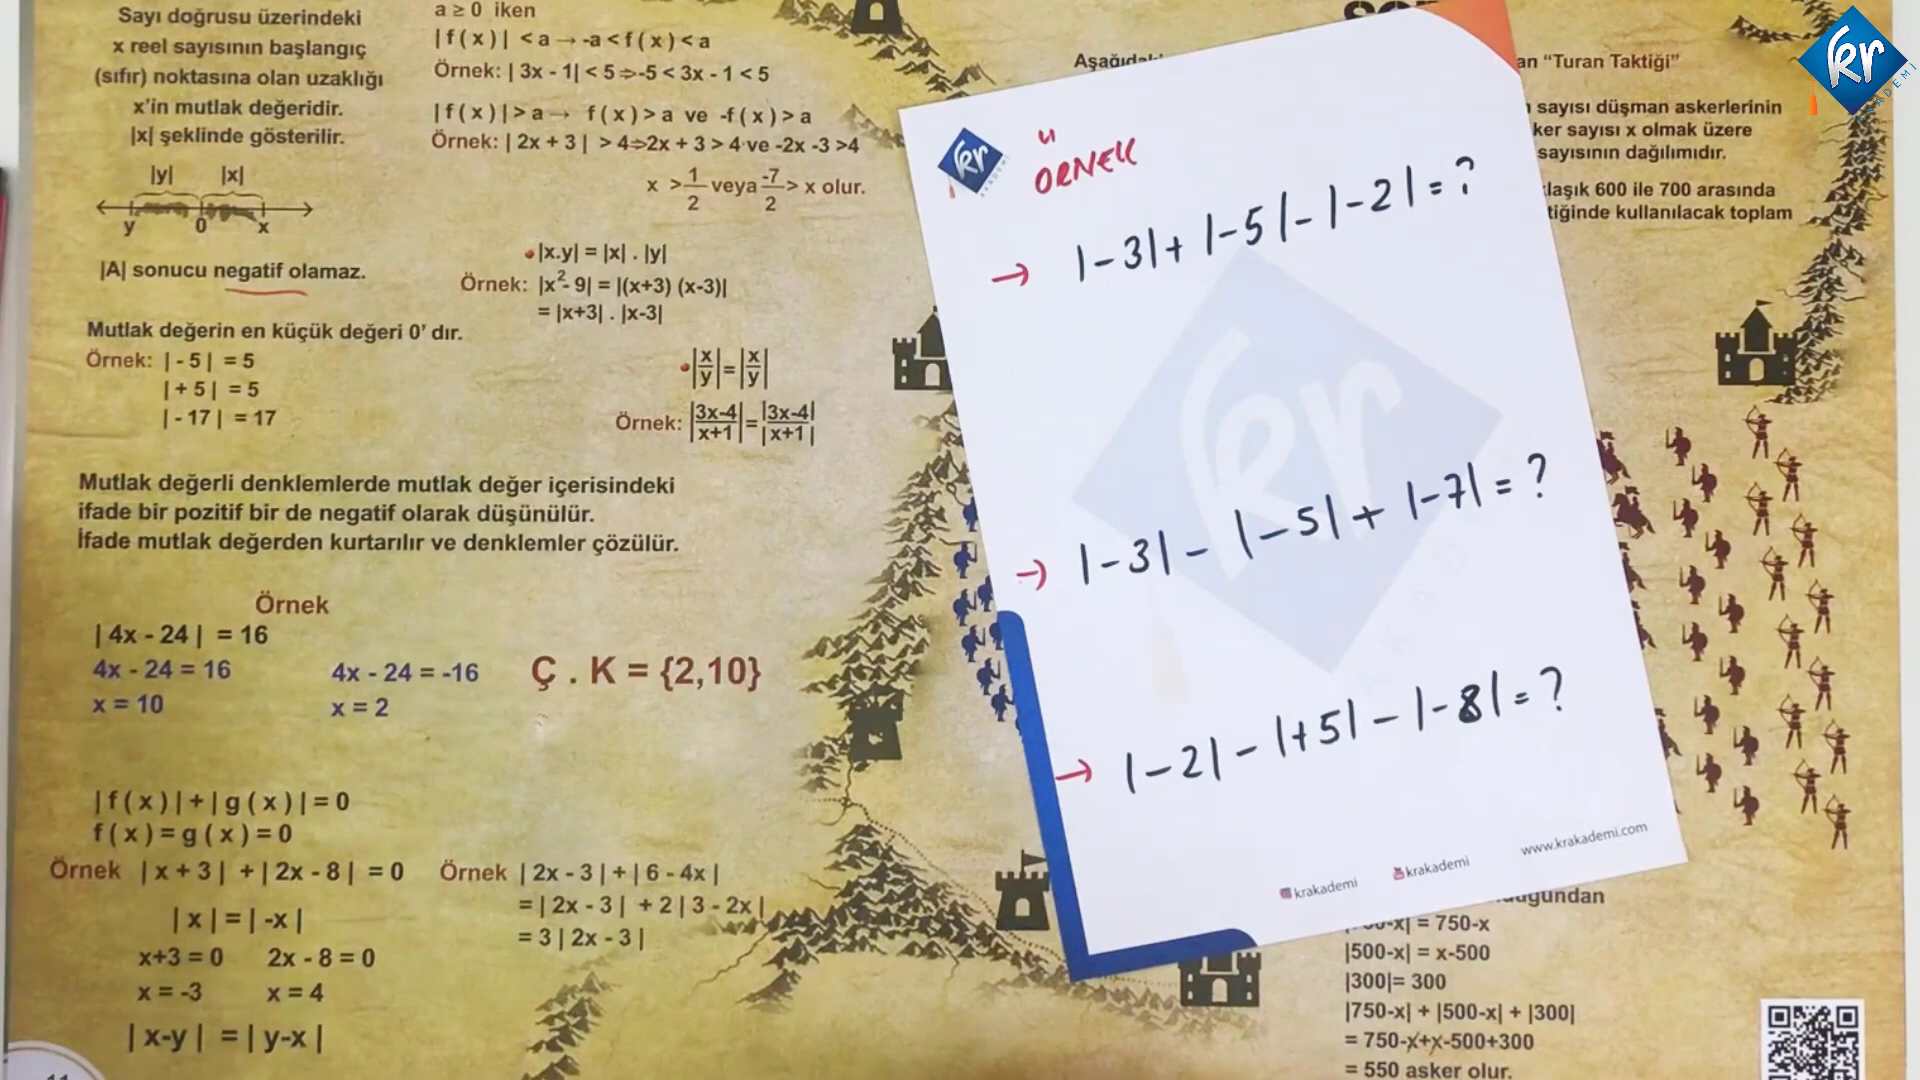 Sayı doğrusu üzerindeki
x reel sayısının başlangıç
(sıfır) noktasına olan uzaklığı
x'in mutlak değeridir.
|x| şeklinde gösterilir.
|y| |x|
y 0 x
|A| sonucu negatif olamaz.
Mutlak değerin en küçük değeri 0' dır.
Örnek: | - 5 | = 5
| + 5 | = 5
| - 17 | = 17
a ≥ 0 iken
| f ( x ) | < a → -a < f ( x ) < a
Örnek: | 3x - 1| < 5 ⇒ -5 < 3x - 1 < 5
| f ( x ) | > a → f ( x ) > a ve -f ( x ) > a
Örnek: | 2x + 3 | > 4 ⇒ 2x + 3 > 4 ve -2x -3 >4
x > 1/2 veya -7/2 > x olur.
|x.y| = |x| . |y|
Örnek: |x²- 9| = |(x+3) (x-3)|
= |x+3| . |x-3|
|x/y| = |x|/|y|
Örnek: |3x-4/x+1| = |3x-4|/|x+1|
Mutlak değerli denklemlerde mutlak değer içerisindeki
ifade bir pozitif bir de negatif olarak düşünülür.
İfade mutlak değerden kurtarılır ve denklemler çözülür.
Örnek
| 4x - 24 | = 16
4x - 24 = 16 4x - 24 = -16
x = 10 x = 2
Ç . K = {2,10}
| f ( x ) | + | g ( x ) | = 0
f ( x ) = g ( x ) = 0
Örnek | x + 3 | + | 2x - 8 | = 0
| x | = | -x |
x+3 = 0 2x - 8 = 0
x = -3 x = 4
| x-y | = | y-x |
Örnek | 2x - 3 | + | 6 - 4x |
= | 2x - 3 | + 2 | 3 - 2x |
= 3 | 2x - 3 |
kr
AKADEMİ
ÖRNEK
→ |-3| + |-5| - |-2| = ?
→ |-3| - |-5| + |-7| = ?
→ |-2| - |+5| - |-8| = ?
krakademi krakademi www.krakademi.com
an “Turan Taktiği”
sayısı düşman askerlerinin
ker sayısı x olmak üzere
sayısının dağılımıdır.
laşık 600 ile 700 arasında
tiğinde kullanılacak toplam
-x| = 750-x
|500-x| = x-500
|300|= 300
|750-x| + |500-x| + |300|
= 750-x+x-500+300
= 550 asker olur.
kr
AKADEMİ